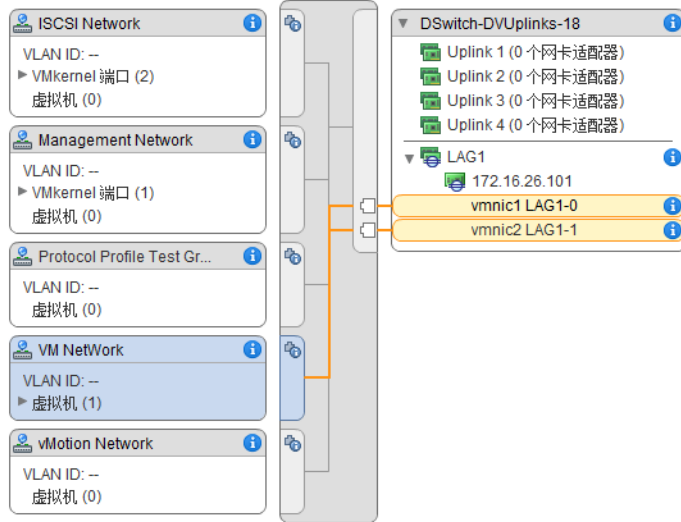 ISCSI Network
VLAN ID: --
VMkernel 端口 (2)
虚拟机 (0)
Management Network
VLAN ID: --
VMkernel 端口 (1)
虚拟机 (0)
Protocol Profile Test Gr...
VLAN ID: --
虚拟机 (0)
VM NetWork
VLAN ID: --
虚拟机 (1)
vMotion Network
VLAN ID: --
虚拟机 (0)
DSwitch-DVUplinks-18
Uplink 1 (0 个网卡适配器)
Uplink 2 (0 个网卡适配器)
Uplink 3 (0 个网卡适配器)
Uplink 4 (0 个网卡适配器)
LAG1
172.16.26.101
vmnic1 LAG1-0
vmnic2 LAG1-1